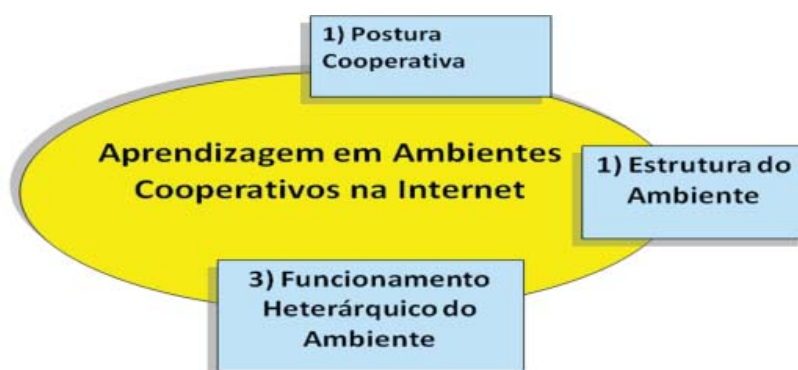 1) Postura
Cooperativa
Aprendizagem em Ambientes
Cooperativos na Internet
1) Estrutura do
Ambiente
3) Funcionamento
Heterárquico do
Ambiente